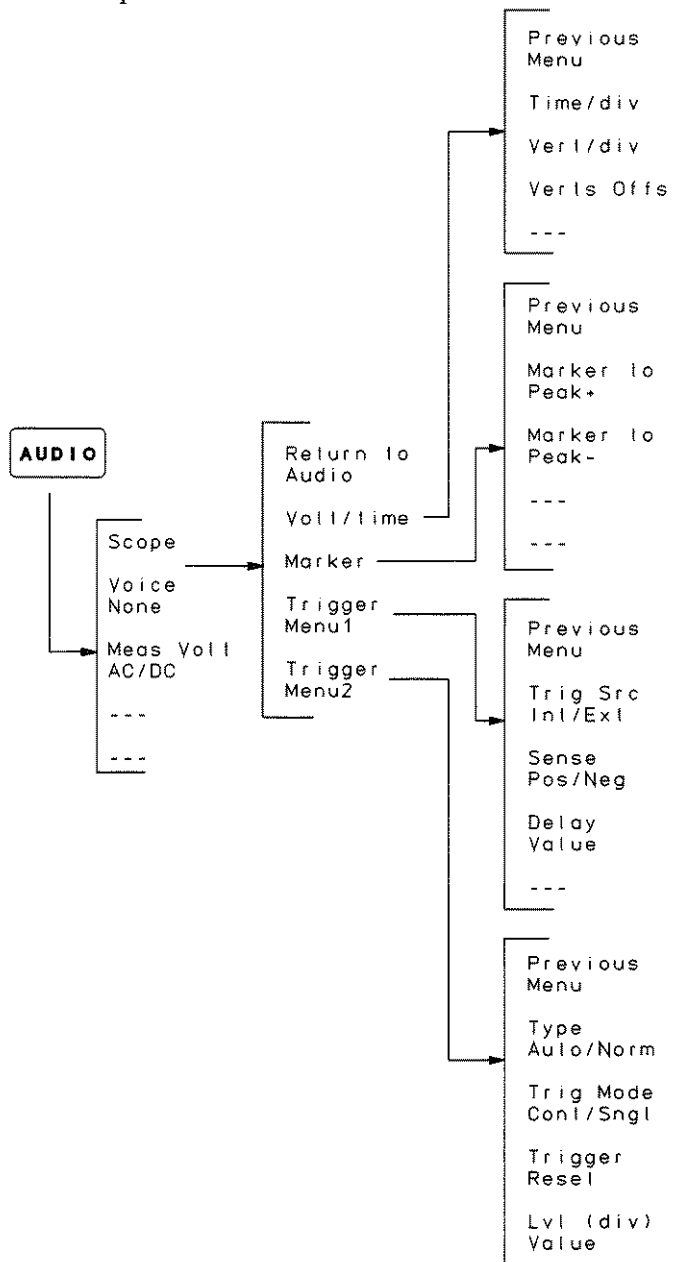 AUDIO
Scope
Voice
None
Meas Volt
AC/DC
---
---
Return to
Audio
Volt/time
Marker
Trigger
Menu1
Trigger
Menu2
Previous
Menu
Time/div
Vert/div
Verts Offs
---
Previous
Menu
Marker to
Peak+
Marker to
Peak-
---
---
Previous
Menu
Trig Src
Int/Ext
Sense
Pos/Neg
Delay
Value
---
Previous
Menu
Type
Auto/Norm
Trig Mode
Cont/Sngl
Trigger
Reset
Lvl (div)
Value